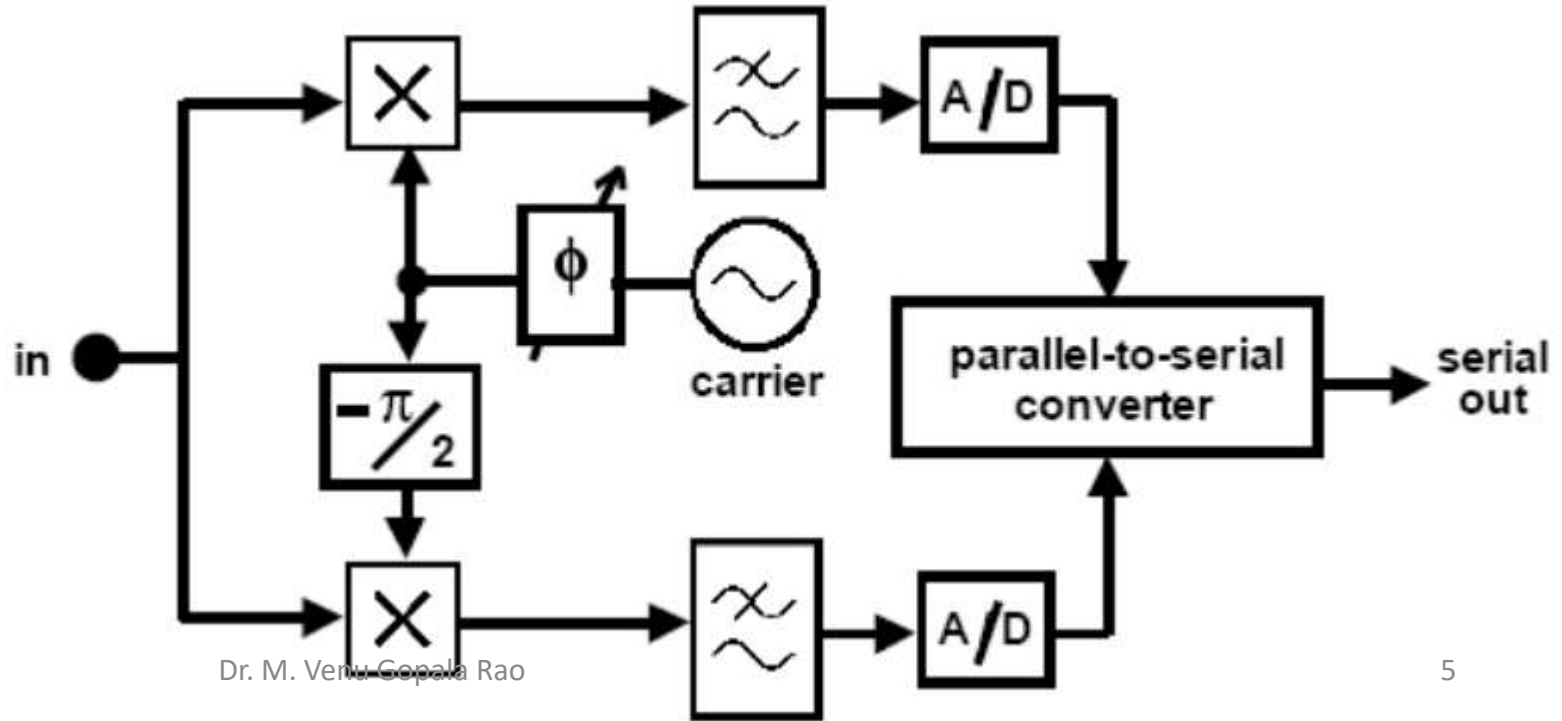 A/D
ϕ
in
carrier
-π/2
parallel-to-serial
converter
serial
out
A/D
Dr. M. Venu Gopala Rao
5